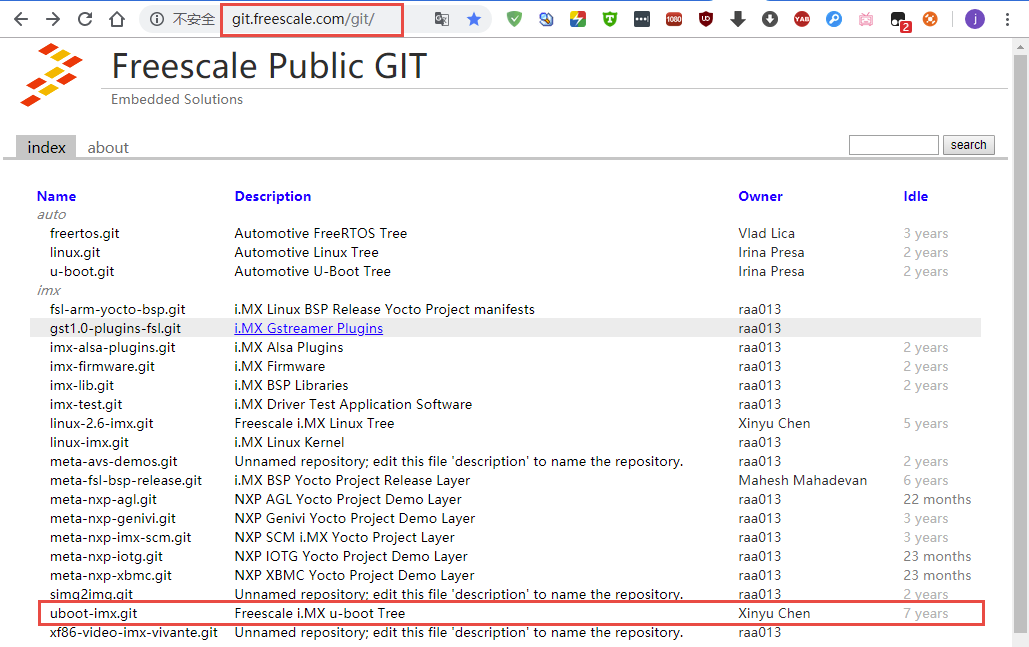 不安全 git.freescale.com/git/
1080 UD YAB 2 j
Freescale Public GIT
Embedded Solutions
index about search
Name Description Owner Idle
auto
freertos.git Automotive FreeRTOS Tree Vlad Lica 3 years
linux.git Automotive Linux Tree Irina Presa 2 years
u-boot.git Automotive U-Boot Tree Irina Presa 2 years
imx
fsl-arm-yocto-bsp.git i.MX Linux BSP Release Yocto Project manifests raa013
gst1.0-plugins-fsl.git i.MX Gstreamer Plugins raa013
imx-alsa-plugins.git i.MX Alsa Plugins raa013 2 years
imx-firmware.git i.MX Firmware raa013 2 years
imx-lib.git i.MX BSP Libraries raa013 2 years
imx-test.git i.MX Driver Test Application Software raa013
linux-2.6-imx.git Freescale i.MX Linux Tree Xinyu Chen 5 years
linux-imx.git i.MX Linux Kernel raa013
meta-avs-demos.git Unnamed repository; edit this file 'description' to name the repository. raa013 2 years
meta-fsl-bsp-release.git i.MX BSP Yocto Project Release Layer Mahesh Mahadevan 6 years
meta-nxp-agl.git NXP AGL Yocto Project Demo Layer raa013 22 months
meta-nxp-genivi.git NXP Genivi Yocto Project Demo Layer raa013 3 years
meta-nxp-imx-scm.git NXP SCM i.MX Yocto Project Layer raa013 3 years
meta-nxp-iotg.git NXP IOTG Yocto Project Demo Layer raa013 23 months
meta-nxp-xbmc.git NXP XBMC Yocto Project Demo Layer raa013 23 months
simg2img.git Unnamed repository; edit this file 'description' to name the repository. raa013 2 years
uboot-imx.git Freescale i.MX u-boot Tree Xinyu Chen 7 years
xf86-video-imx-vivante.git Unnamed repository; edit this file 'description' to name the repository. raa013